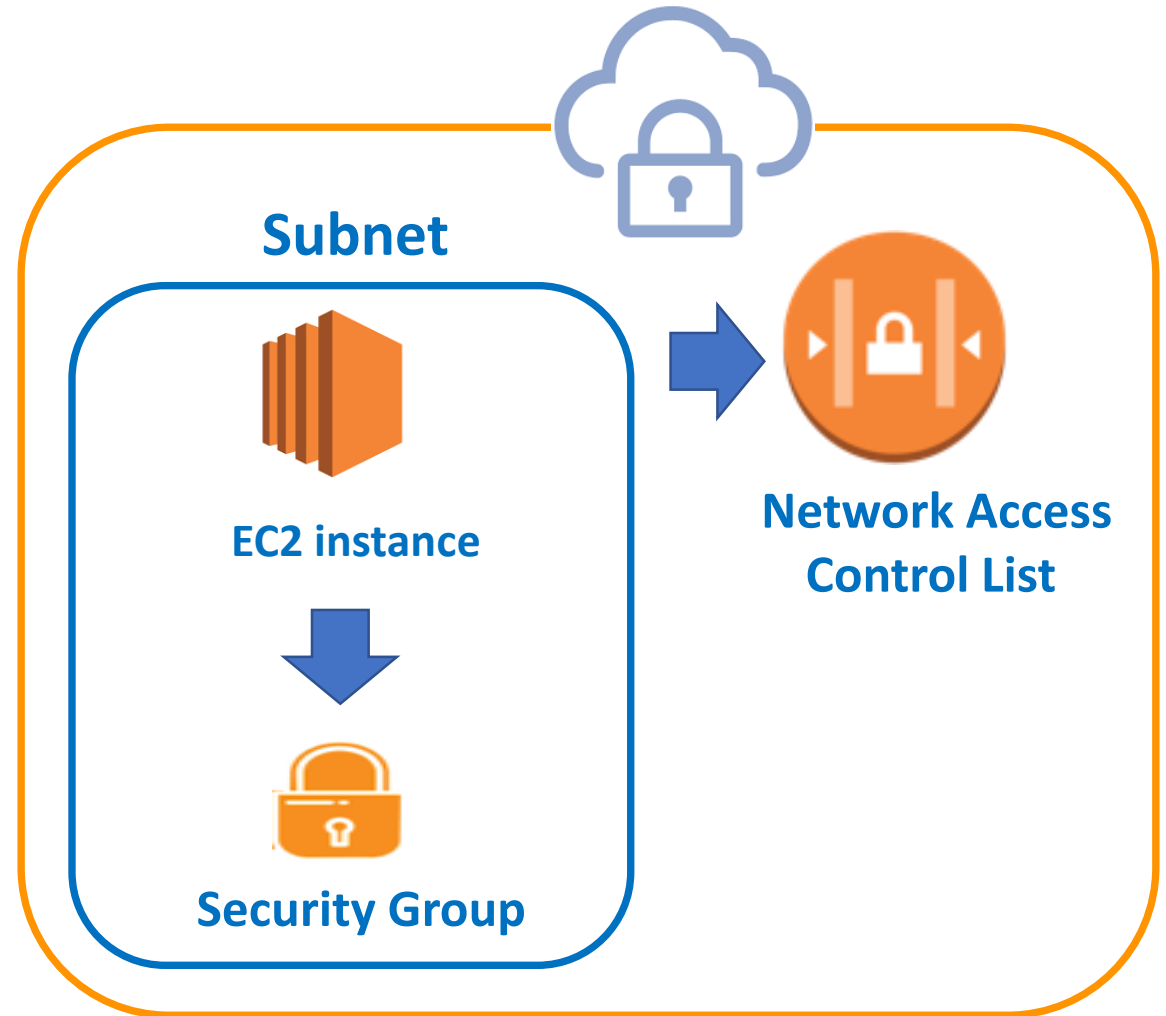 Subnet
EC2 instance
Security Group
Network Access
Control List